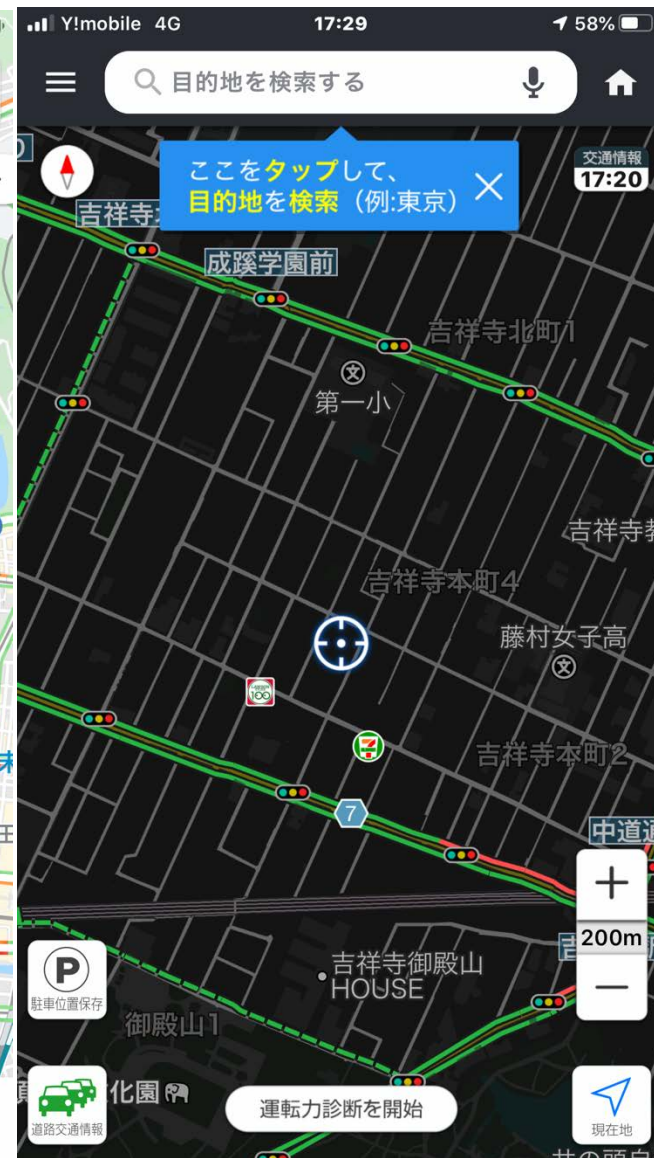 Y!mobile 4G
17:29
58%
目的地を検索する
ここをタップして、
目的地を検索（例:東京）
交通情報
17:20
吉祥寺
成蹊学園前
吉祥寺北町1
第一小
吉祥寺
吉祥寺本町4
藤村女子高
100
7
吉祥寺本町2
7
中道通
200m
P
駐車位置保存
吉祥寺御殿山
HOUSE
御殿山1
化園
道路交通情報
運転力診断を開始
現在地